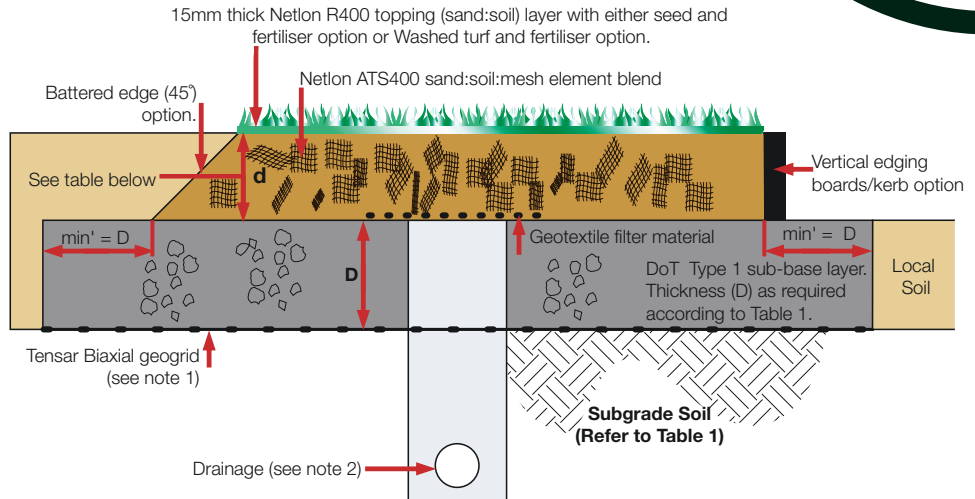 15mm thick Netlon R400 topping (sand:soil) layer with either seed and
fertiliser option or Washed turf and fertiliser option.
Netlon ATS400 sand:soil:mesh element blend
Battered edge (45°)
option.
See table below
d
Vertical edging
boards/kerb option
min' = D
Geotextile filter material
min' = D
D
DoT Type 1 sub-base layer.
Thickness (D) as required
according to Table 1.
Local
Soil
Tensar Biaxial geogrid
(see note 1)
Subgrade Soil
(Refer to Table 1)
Drainage (see note 2)